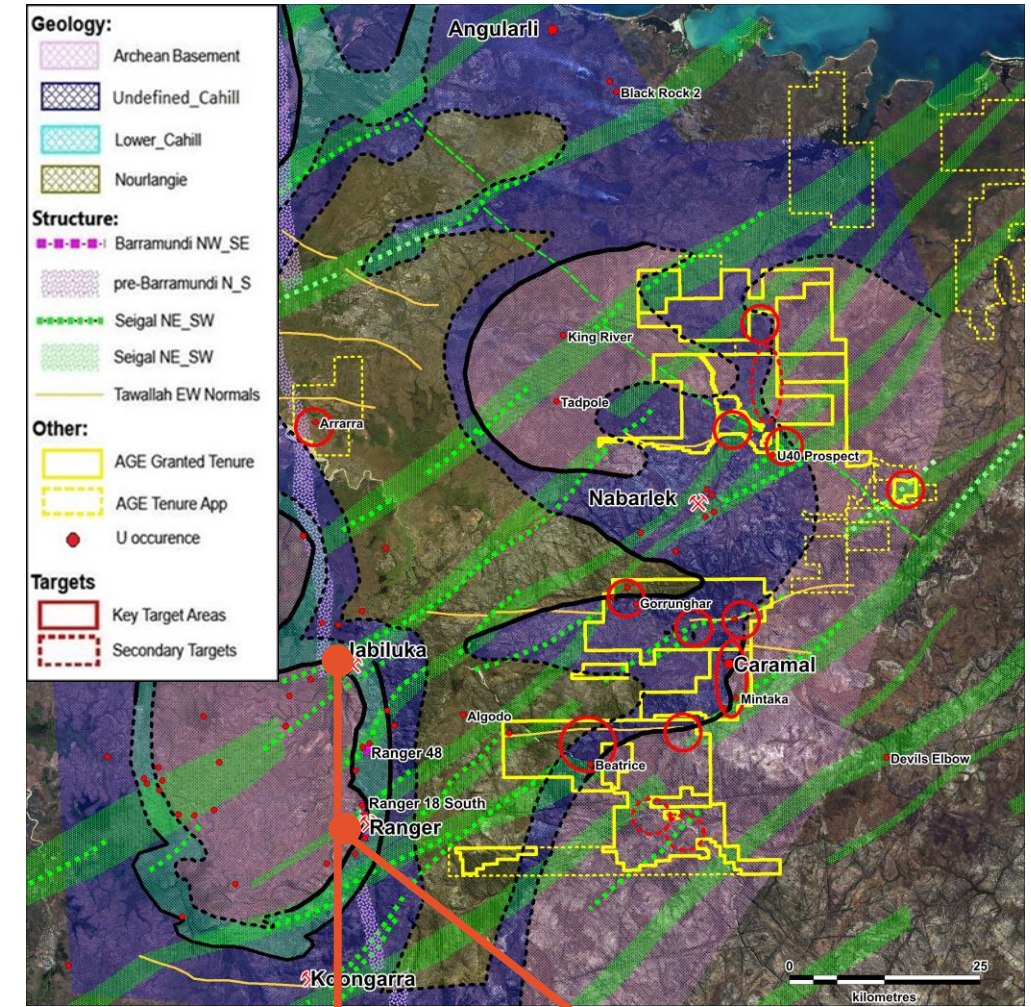 Geology:
Archean Basement
Undefined_Cahill
Lower_Cahill
Nourlangie
Structure:
Barramundi NW_SE
pre-Barramundi N_S
Seigal NE_SW
Seigal NE_SW
Tawallah EW Normals
Other:
AGE Granted Tenure
AGE Tenure App
U occurence
Targets
Key Target Areas
Secondary Targets
Angularli
Black Rock 2
King River
Tadpole
Arrarra
U40 Prospect
Nabarlek
Gorrunghar
Jabiluka
Caramal
Mintaka
Algodo
Ranger 48
Beatrice
Devils Elbow
Ranger 18 South
Ranger
Koongarra
0 25
kilometres